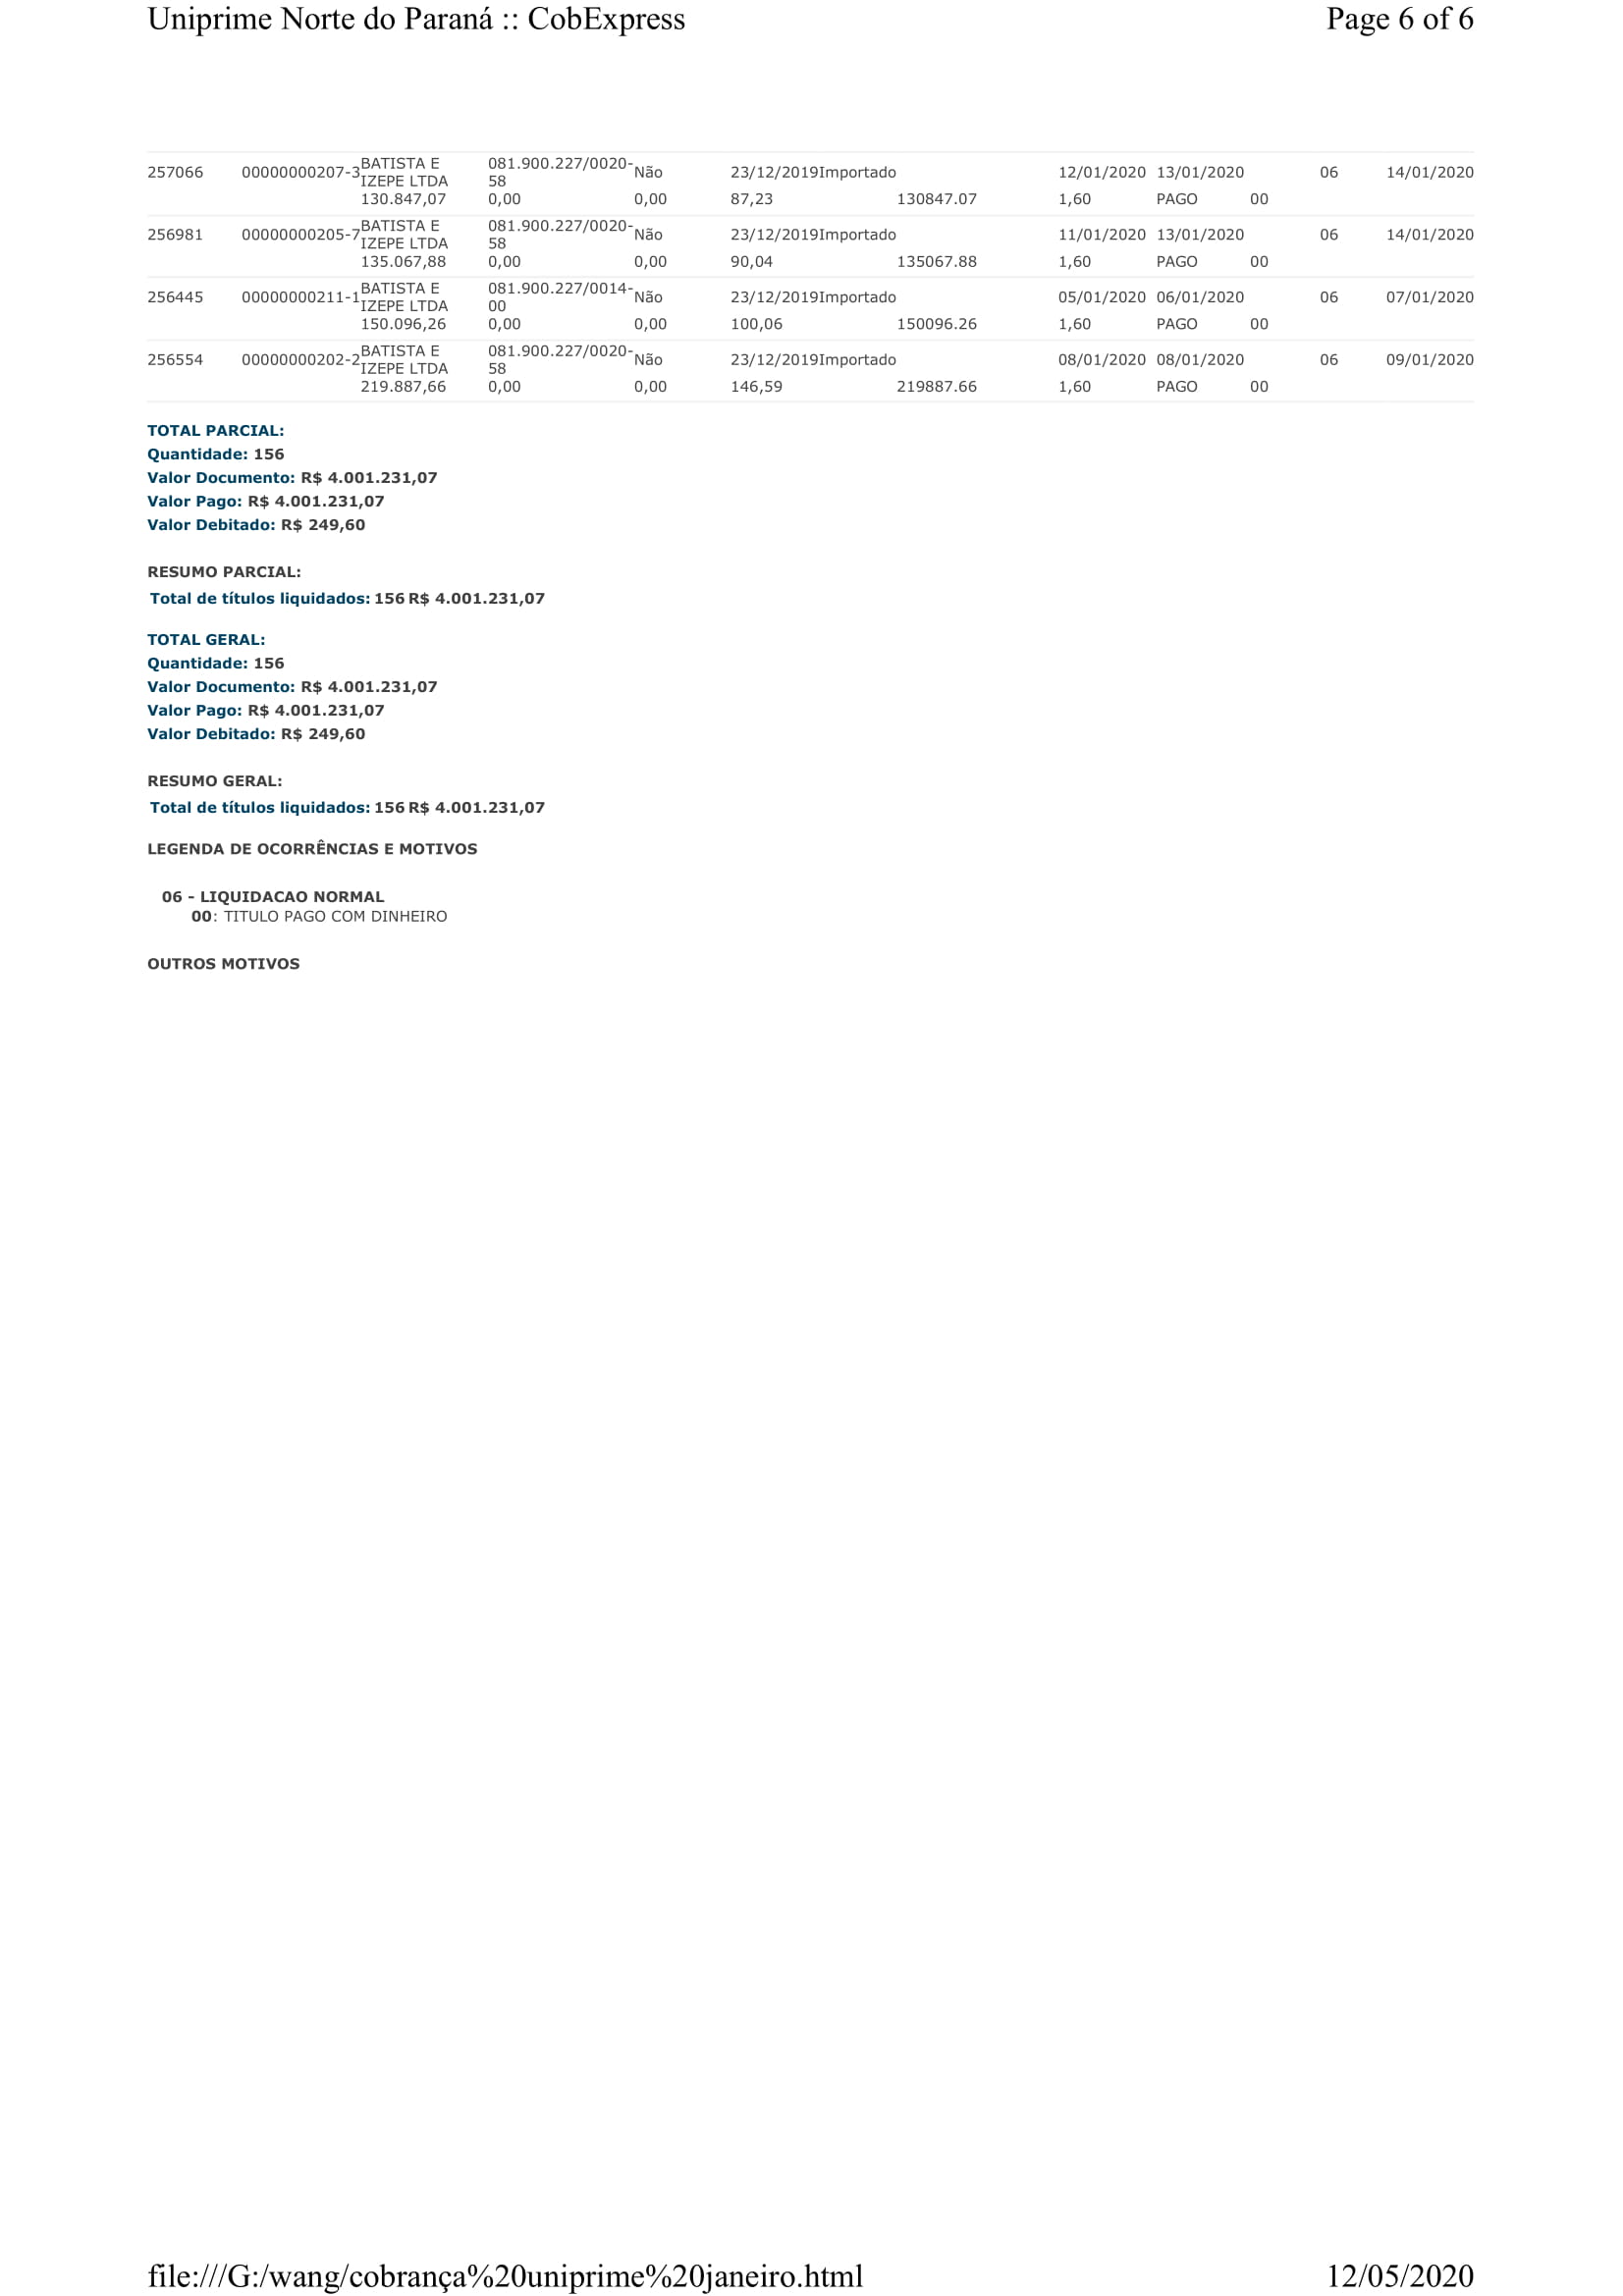 Uniprime Norte do Paraná :: CobExpress Page 6 of 6
257066 00000000207-3 BATISTA E IZEPE LTDA 081.900.227/0020-58 Não 23/12/2019 Importado 12/01/2020 13/01/2020 06 14/01/2020
130.847,07 0,00 0,00 87,23 130847.07 1,60 PAGO 00
256981 00000000205-7 BATISTA E IZEPE LTDA 081.900.227/0020-58 Não 23/12/2019 Importado 11/01/2020 13/01/2020 06 14/01/2020
135.067,88 0,00 0,00 90,04 135067.88 1,60 PAGO 00
256445 00000000211-1 BATISTA E IZEPE LTDA 081.900.227/0014-00 Não 23/12/2019 Importado 05/01/2020 06/01/2020 06 07/01/2020
150.096,26 0,00 0,00 100,06 150096.26 1,60 PAGO 00
256554 00000000202-2 BATISTA E IZEPE LTDA 081.900.227/0020-58 Não 23/12/2019 Importado 08/01/2020 08/01/2020 06 09/01/2020
219.887,66 0,00 0,00 146,59 219887.66 1,60 PAGO 00
TOTAL PARCIAL:
Quantidade: 156
Valor Documento: R$ 4.001.231,07
Valor Pago: R$ 4.001.231,07
Valor Debitado: R$ 249,60
RESUMO PARCIAL:
Total de títulos liquidados: 156 R$ 4.001.231,07
TOTAL GERAL:
Quantidade: 156
Valor Documento: R$ 4.001.231,07
Valor Pago: R$ 4.001.231,07
Valor Debitado: R$ 249,60
RESUMO GERAL:
Total de títulos liquidados: 156 R$ 4.001.231,07
LEGENDA DE OCORRÊNCIAS E MOTIVOS
06 - LIQUIDACAO NORMAL
00: TITULO PAGO COM DINHEIRO
OUTROS MOTIVOS
file:///G:/wang/cobrança%20uniprime%20janeiro.html 12/05/2020